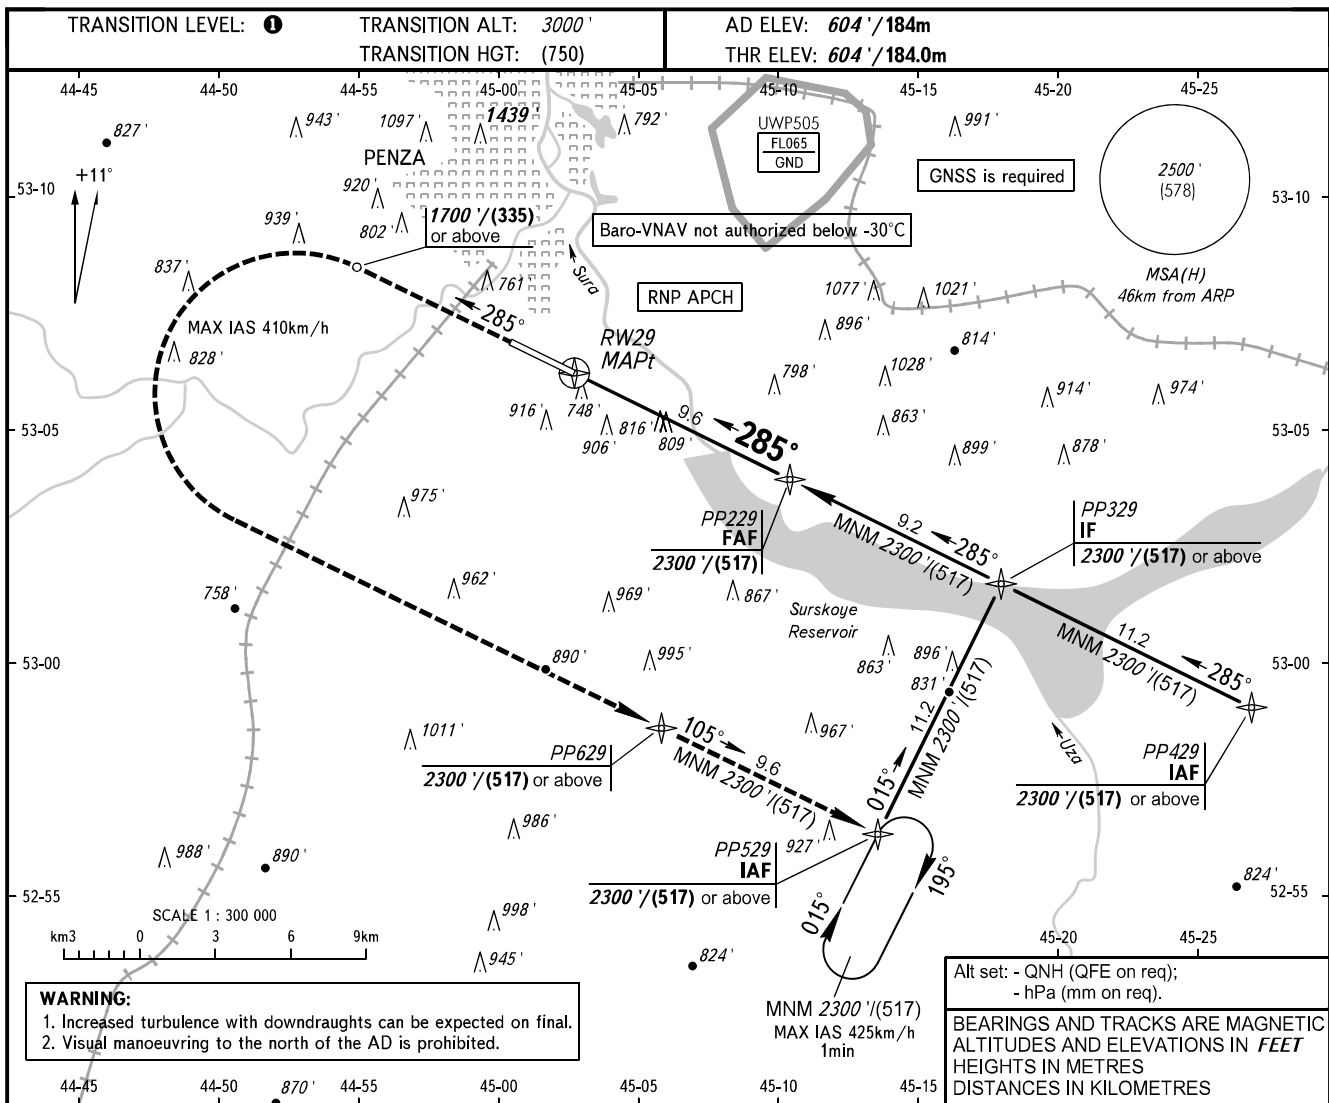 TRANSITION LEVEL: ❶
TRANSITION ALT: 3000 '
TRANSITION HGT: (750)
AD ELEV: 604 '/184m
THR ELEV: 604 '/184.0m
44-45
44-50
44-55
45-00
45-05
45-10
45-15
45-20
45-25
827 '
943 '
1097 '
1439 '
792 '
UWP505
FL065
GND
991 '
PENZA
GNSS is required
2500 '
(578)
MSA(H)
46km from ARP
53-10
53-10
+11°
920 '
939 '
802 '
1700 '/(335)
or above
Baro-VNAV not authorized below -30°C
837 '
761 '
Sura
RNP APCH
1077 '
1021 '
MAX IAS 410km/h
285°
896 '
828 '
RW29
MAPt
814 '
798 '
1028 '
914 '
974 '
53-05
53-05
916 '
748 '
906 '
816 '
809 '
9.6
285°
863 '
899 '
878 '
975 '
PP229
FAF
2300 '/(517)
9.2
285°
MNM 2300 '/(517)
PP329
IF
2300 '/(517) or above
758 '
962 '
969 '
867 '
Surskoye
Reservoir
11.2
MNM 2300 '/(517)
285°
53-00
53-00
890 '
995 '
863 '
896 '
831 '
1011 '
967 '
PP629
2300 '/(517) or above
105°
9.6
MNM 2300 '/(517)
015°
11.2
MNM 2300 '/(517)
Uza
PP429
IAF
2300 '/(517) or above
986 '
988 '
890 '
PP529
IAF
2300 '/(517) or above
927 '
195°
015°
824 '
52-55
52-55
SCALE 1 : 300 000
km3 0 3 6 9km
998 '
945 '
824 '
45-20
45-25
MNM 2300 '/(517)
MAX IAS 425km/h
1min
WARNING:
1. Increased turbulence with downdraughts can be expected on final.
2. Visual manoeuvring to the north of the AD is prohibited.
Alt set: - QNH (QFE on req);
- hPa (mm on req).
BEARINGS AND TRACKS ARE MAGNETIC
ALTITUDES AND ELEVATIONS IN FEET
HEIGHTS IN METRES
DISTANCES IN KILOMETRES
44-45
44-50
870 '
44-55
45-00
45-05
45-10
45-15